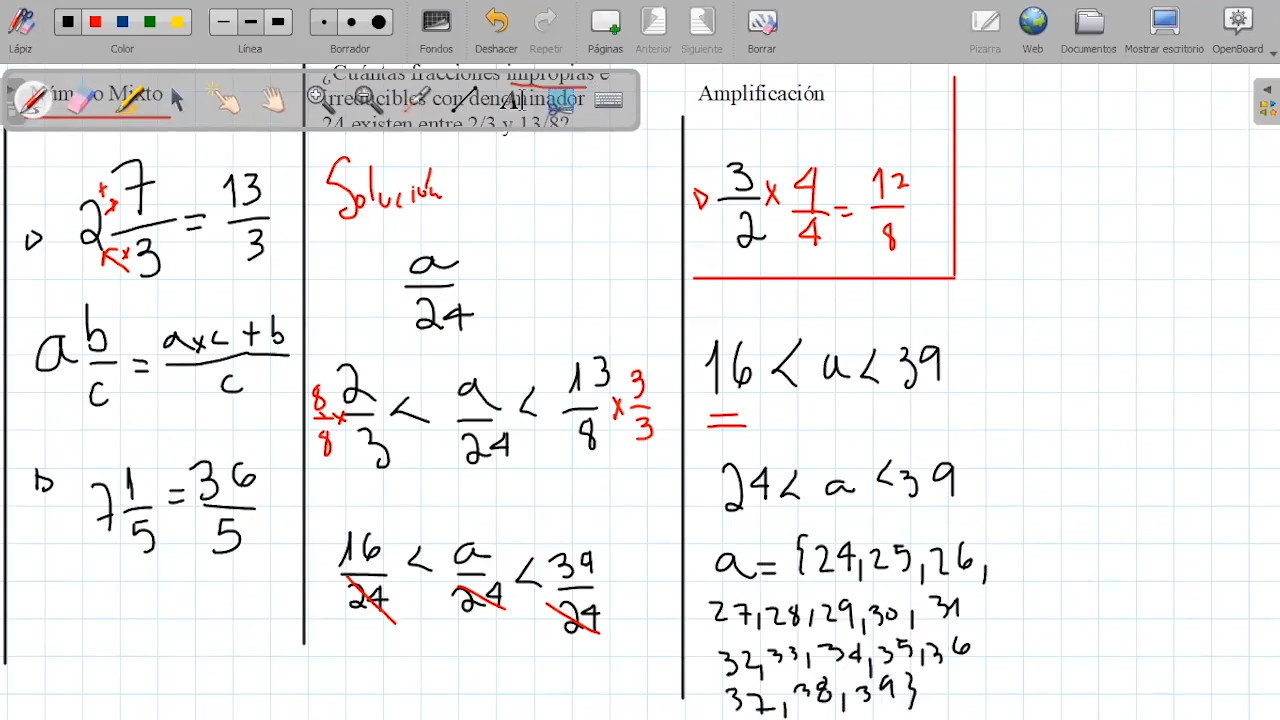 Lápiz Color Línea Borrador Fondos Deshacer Repetir Páginas Anterior Siguiente Borrar Pizarra Web Documentos Mostrar escritorio OpenBoard
Mixto
2 7/3 = 13/3
a b/c = axc + b/c
7 1/5 = 36/5
¿Cuántas fracciones impropias e
irreducibles con denominador
24 existen entre 2/3 y 13/8?
Solución
a/24
8/8 x 2/3 < a/24 < 13/8 x 3/3
16/24 < a/24 < 39/24
Amplificación
3/2 x 4/4 = 12/8
16 < a < 39
24 < a < 39
a = {24, 25, 26,
27, 28, 29, 30, 31
32, 33, 34, 35, 36
37, 38, 39}